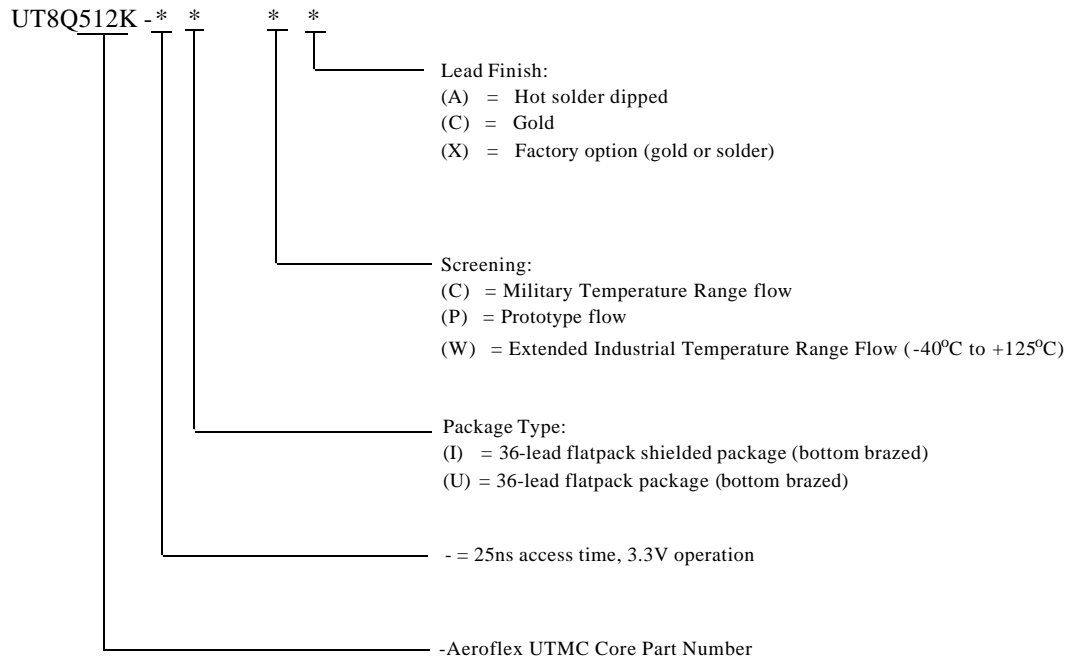 UT8Q512K - * * * *
Lead Finish:
(A) = Hot solder dipped
(C) = Gold
(X) = Factory option (gold or solder)
Screening:
(C) = Military Temperature Range flow
(P) = Prototype flow
(W) = Extended Industrial Temperature Range Flow (-40°C to +125°C)
Package Type:
(I) = 36-lead flatpack shielded package (bottom brazed)
(U) = 36-lead flatpack package (bottom brazed)
- = 25ns access time, 3.3V operation
-Aeroflex UTMC Core Part Number